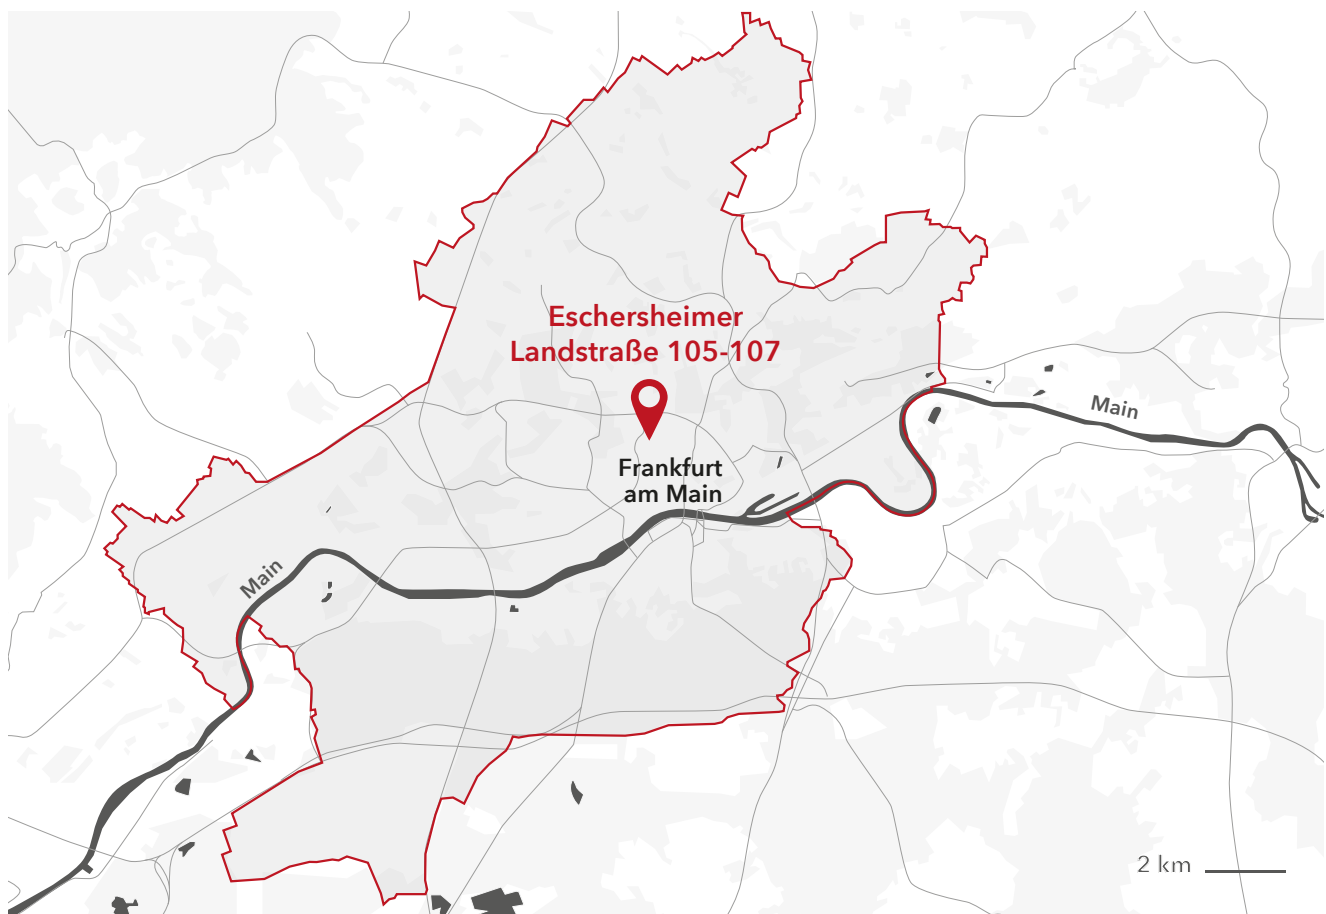 Eschersheimer
Landstraße 105-107
Main
Frankfurt
am Main
Main
2 km